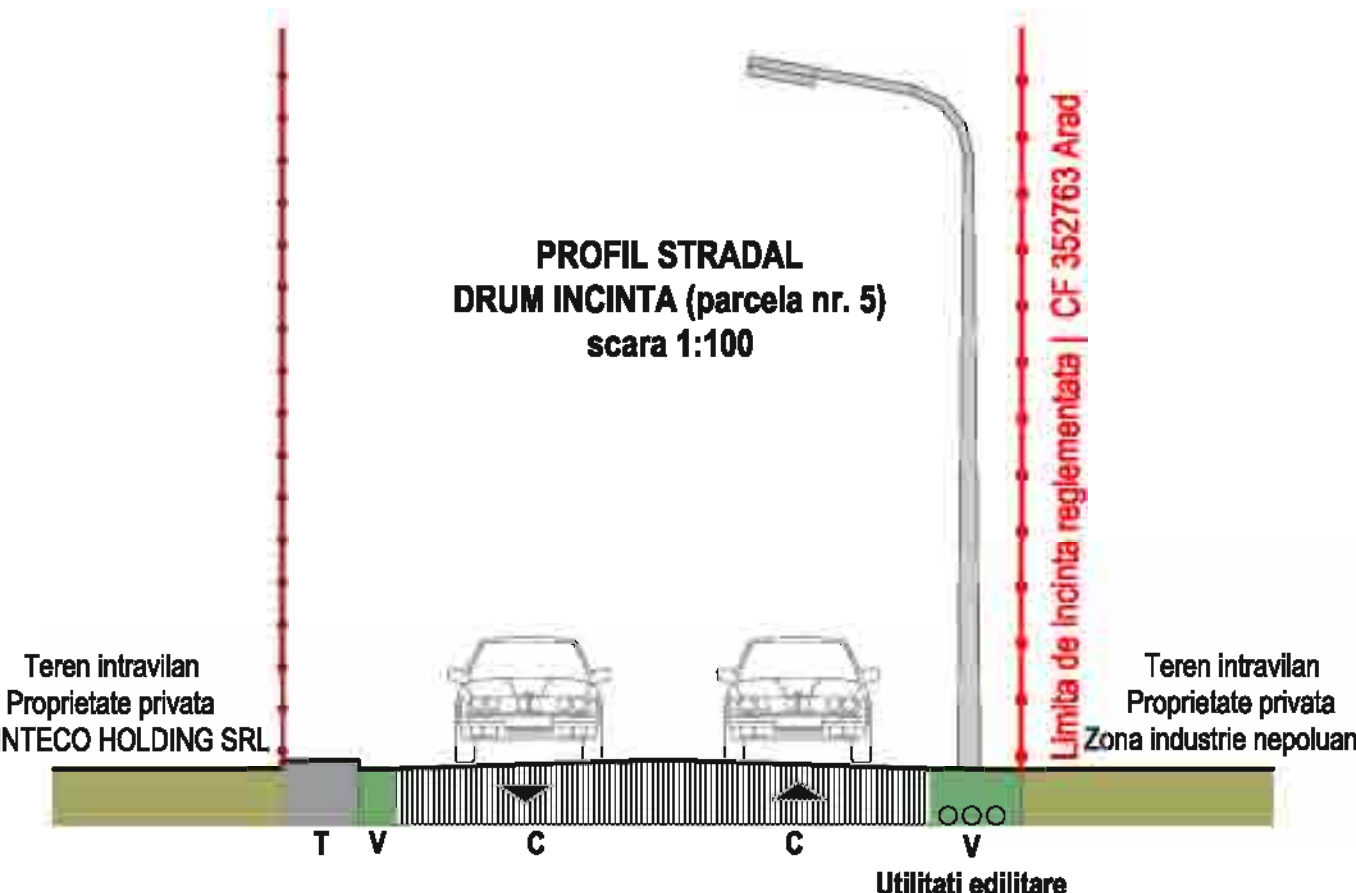 PROFIL STRADAL
DRUM INCINTA (parcela nr. 5)
scara 1:100
Limita de Incinta reglementata | CF 352763 Arad
Teren intravilan
Proprietate privata
NTECO HOLDING SRL
Teren intravilan
Proprietate privata
Zona industrie nepoluan
T V C C V
Utilitati edilitare